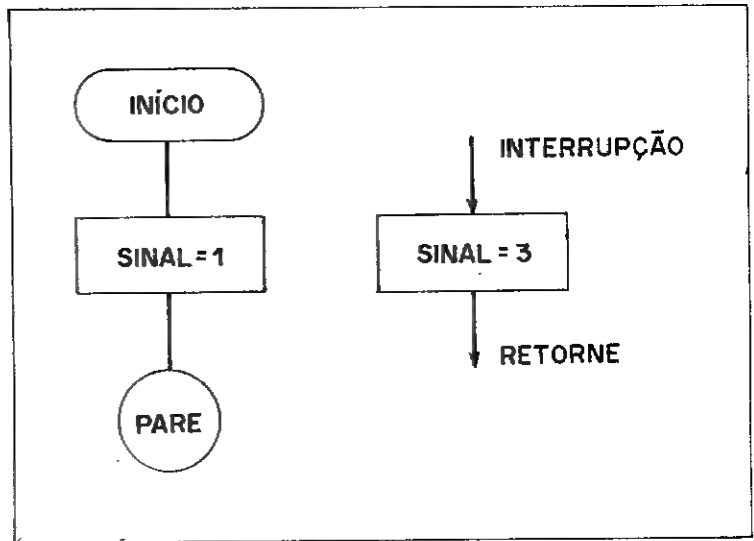 INÍCIO
SINAL = 1
PARE
INTERRUPÇÃO
SINAL = 3
RETORNE